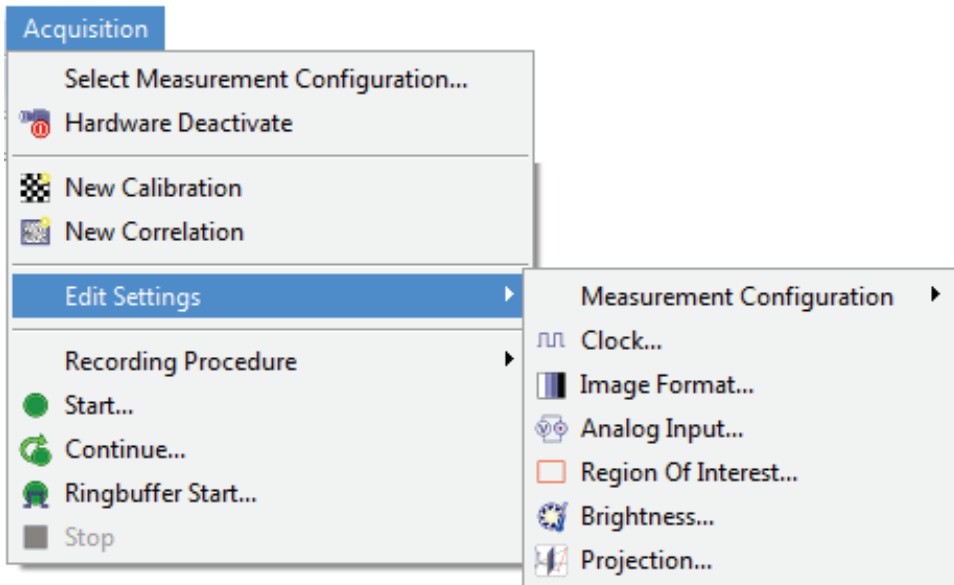 Acquisition
Select Measurement Configuration...
Hardware Deactivate
New Calibration
New Correlation
Edit Settings
Recording Procedure
Start...
Continue...
Ringbuffer Start...
Stop
Measurement Configuration
Clock...
Image Format...
Analog Input...
Region Of Interest...
Brightness...
Projection...